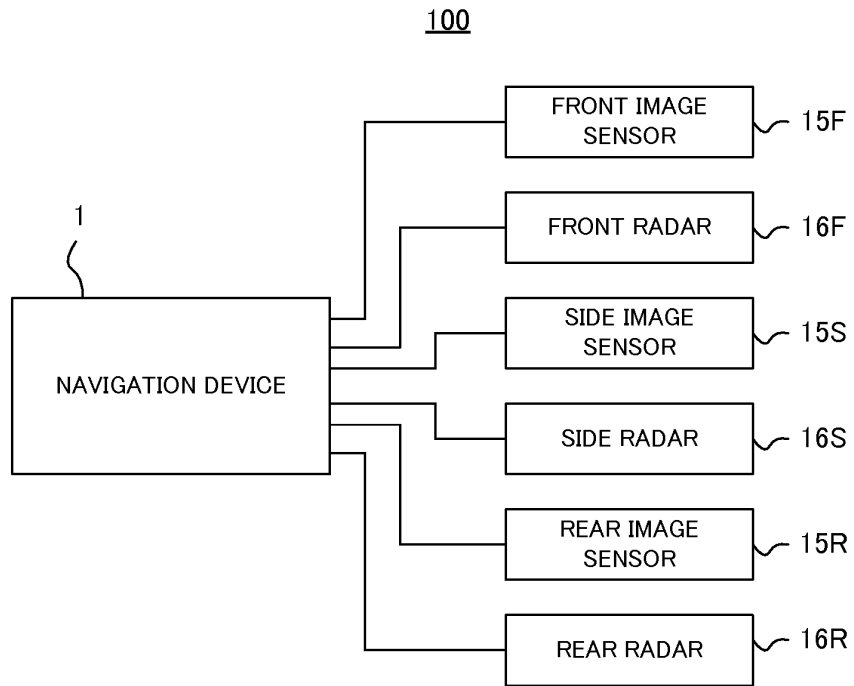 100
FRONT IMAGE
SENSOR
15F
1
FRONT RADAR
16F
NAVIGATION DEVICE
SIDE IMAGE
SENSOR
15S
SIDE RADAR
16S
REAR IMAGE
SENSOR
15R
REAR RADAR
16R